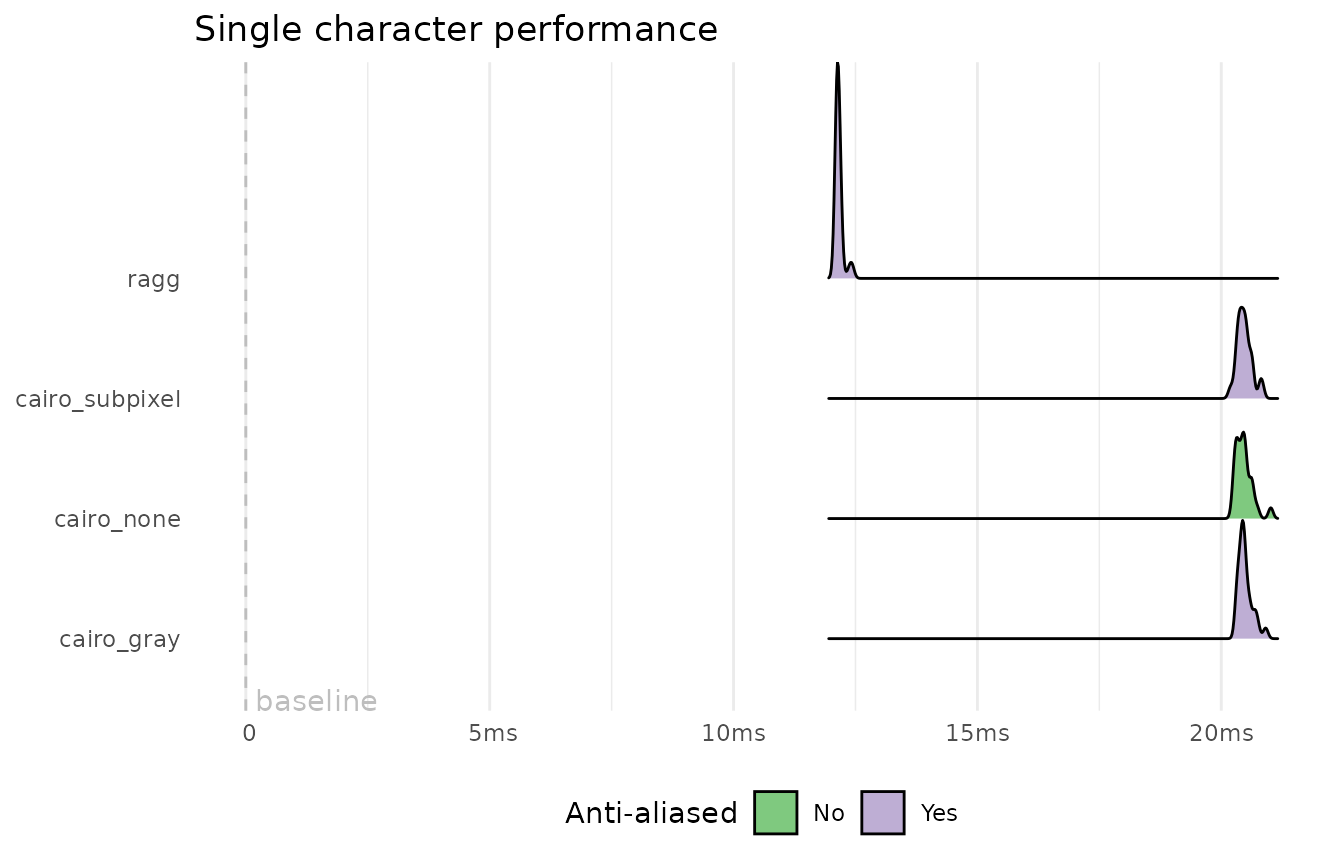 Single character performance
ragg
cairo_subpixel
cairo_none
cairo_gray
baseline
0 5ms 10ms 15ms 20ms
Anti-aliased No Yes